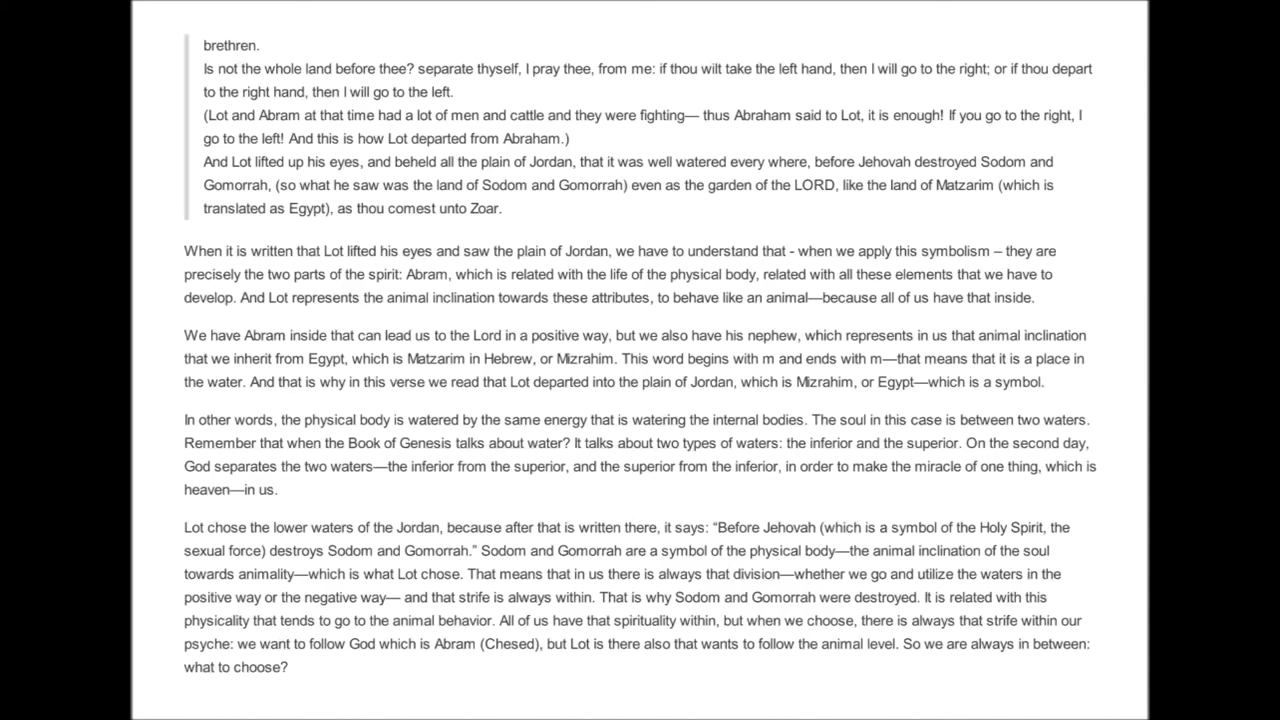 brethren.
Is not the whole land before thee? separate thyself, I pray thee, from me: if thou wilt take the left hand, then I will go to the right; or if thou depart
to the right hand, then I will go to the left.
(Lot and Abram at that time had a lot of men and cattle and they were fighting— thus Abraham said to Lot, it is enough! If you go to the right, I
go to the left! And this is how Lot departed from Abraham.)
And Lot lifted up his eyes, and beheld all the plain of Jordan, that it was well watered every where, before Jehovah destroyed Sodom and
Gomorrah, (so what he saw was the land of Sodom and Gomorrah) even as the garden of the LORD, like the land of Matzarim (which is
translated as Egypt), as thou comest unto Zoar.
When it is written that Lot lifted his eyes and saw the plain of Jordan, we have to understand that - when we apply this symbolism – they are
precisely the two parts of the spirit: Abram, which is related with the life of the physical body, related with all these elements that we have to
develop. And Lot represents the animal inclination towards these attributes, to behave like an animal—because all of us have that inside.
We have Abram inside that can lead us to the Lord in a positive way, but we also have his nephew, which represents in us that animal inclination
that we inherit from Egypt, which is Matzarim in Hebrew, or Mizrahim. This word begins with m and ends with m—that means that it is a place in
the water. And that is why in this verse we read that Lot departed into the plain of Jordan, which is Mizrahim, or Egypt—which is a symbol.
In other words, the physical body is watered by the same energy that is watering the internal bodies. The soul in this case is between two waters.
Remember that when the Book of Genesis talks about water? It talks about two types of waters: the inferior and the superior. On the second day,
God separates the two waters—the inferior from the superior, and the superior from the inferior, in order to make the miracle of one thing, which is
heaven—in us.
Lot chose the lower waters of the Jordan, because after that is written there, it says: “Before Jehovah (which is a symbol of the Holy Spirit, the
sexual force) destroys Sodom and Gomorrah.” Sodom and Gomorrah are a symbol of the physical body—the animal inclination of the soul
towards animality—which is what Lot chose. That means that in us there is always that division—whether we go and utilize the waters in the
positive way or the negative way— and that strife is always within. That is why Sodom and Gomorrah were destroyed. It is related with this
physicality that tends to go to the animal behavior. All of us have that spirituality within, but when we choose, there is always that strife within our
psyche: we want to follow God which is Abram (Chesed), but Lot is there also that wants to follow the animal level. So we are always in between:
what to choose?